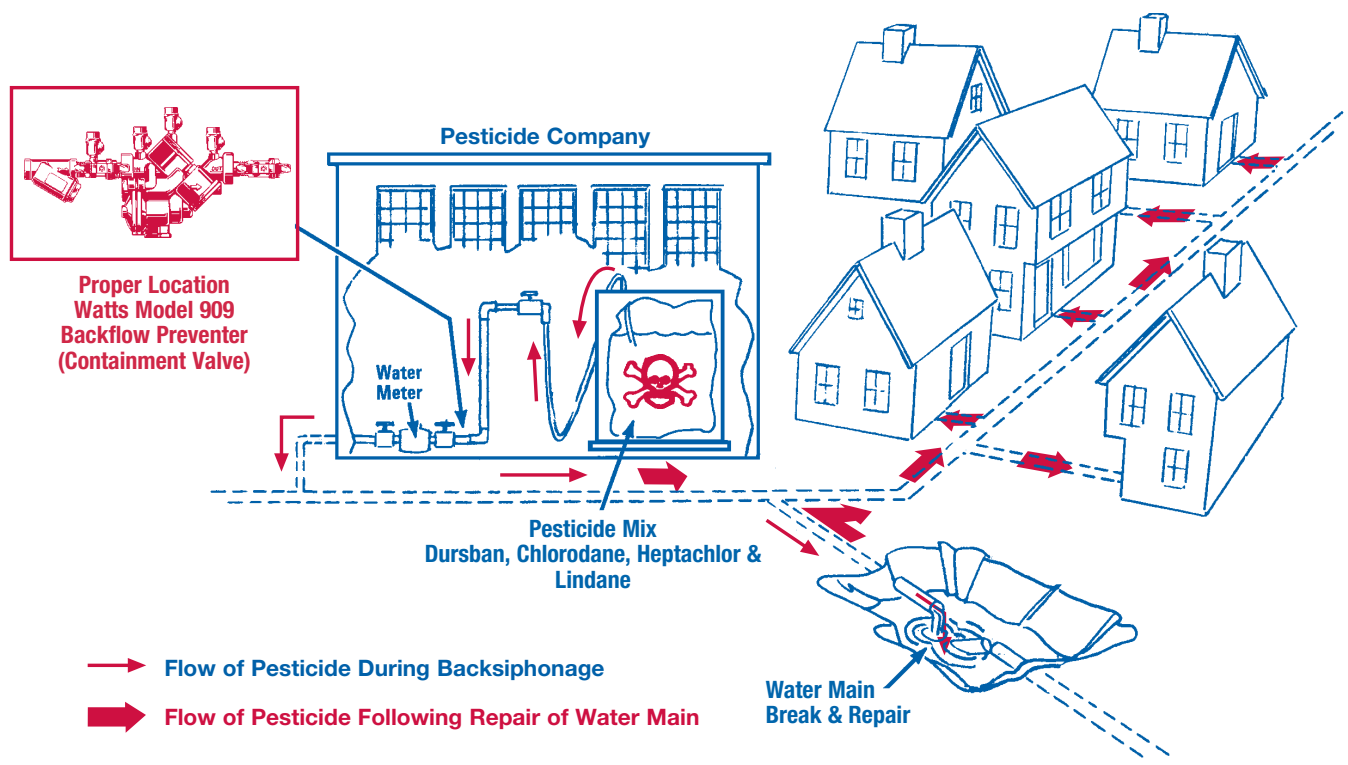 Pesticide Company
Proper Location
Watts Model 909
Backflow Preventer
(Containment Valve)
Water
Meter
Pesticide Mix
Dursban, Chlorodane, Heptachlor &
Lindane
Water Main
Break & Repair
Flow of Pesticide During Backsiphonage
Flow of Pesticide Following Repair of Water Main